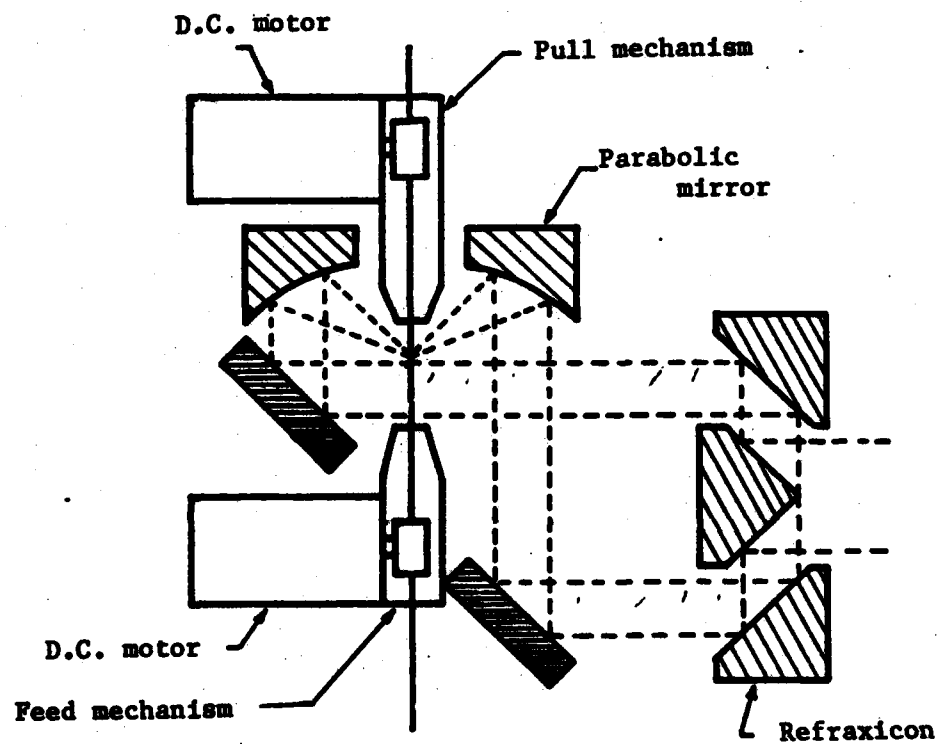 D.C. motor
Pull mechanism
Parabolic
mirror
D.C. motor
Feed mechanism
Refraxicon